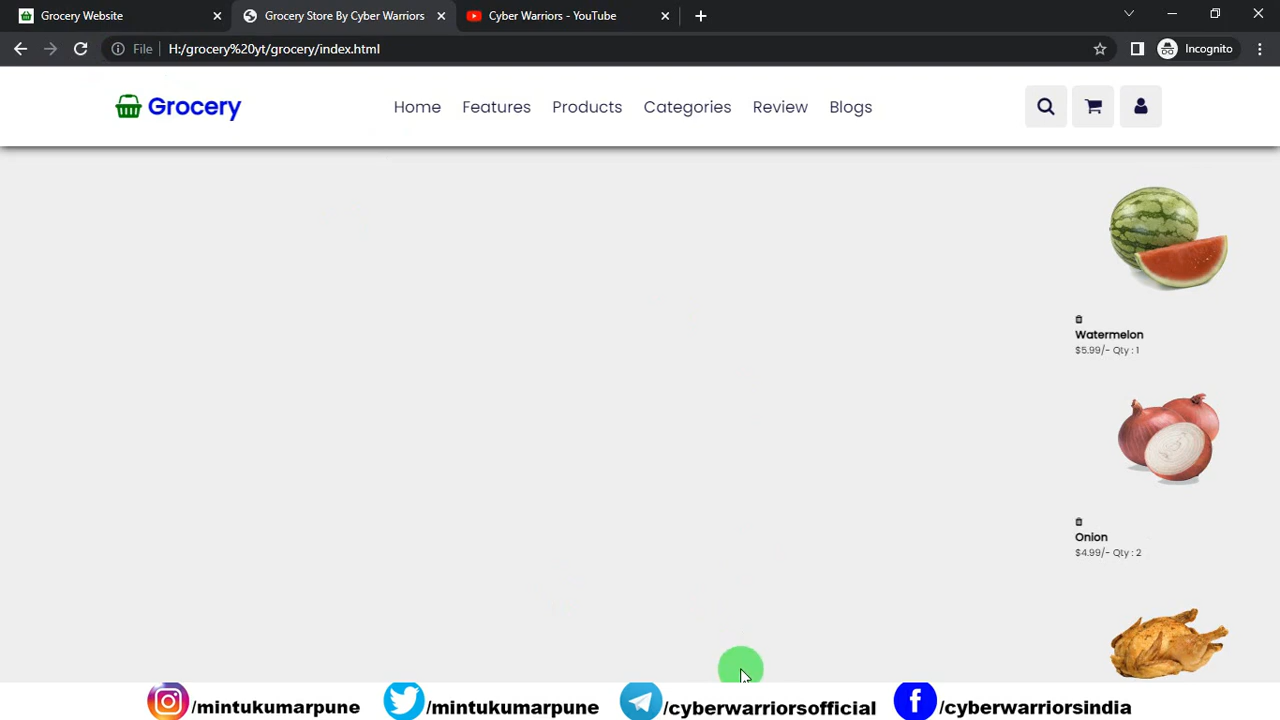 Grocery Website
Grocery Store By Cyber Warriors
Cyber Warriors - YouTube
File
H:/grocery%20yt/grocery/index.html
Incognito
Grocery
Home Features Products Categories Review Blogs
Watermelon
$5.99/- Qty : 1
Onion
$4.99/- Qty : 2
/mintukumarpune /mintukumarpune /cyberwarriorsofficial /cyberwarriorsindia